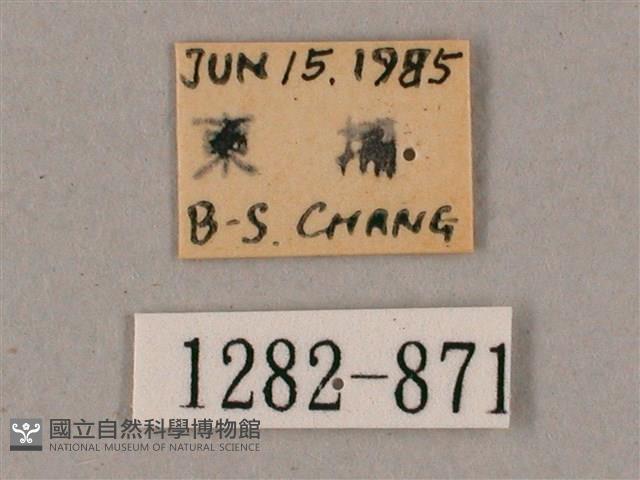 JUN 15. 1985
東 埔
B-S. CHANG
1282-871
國立自然科學博物館
NATIONAL MUSEUM OF NATURAL SCIENCE